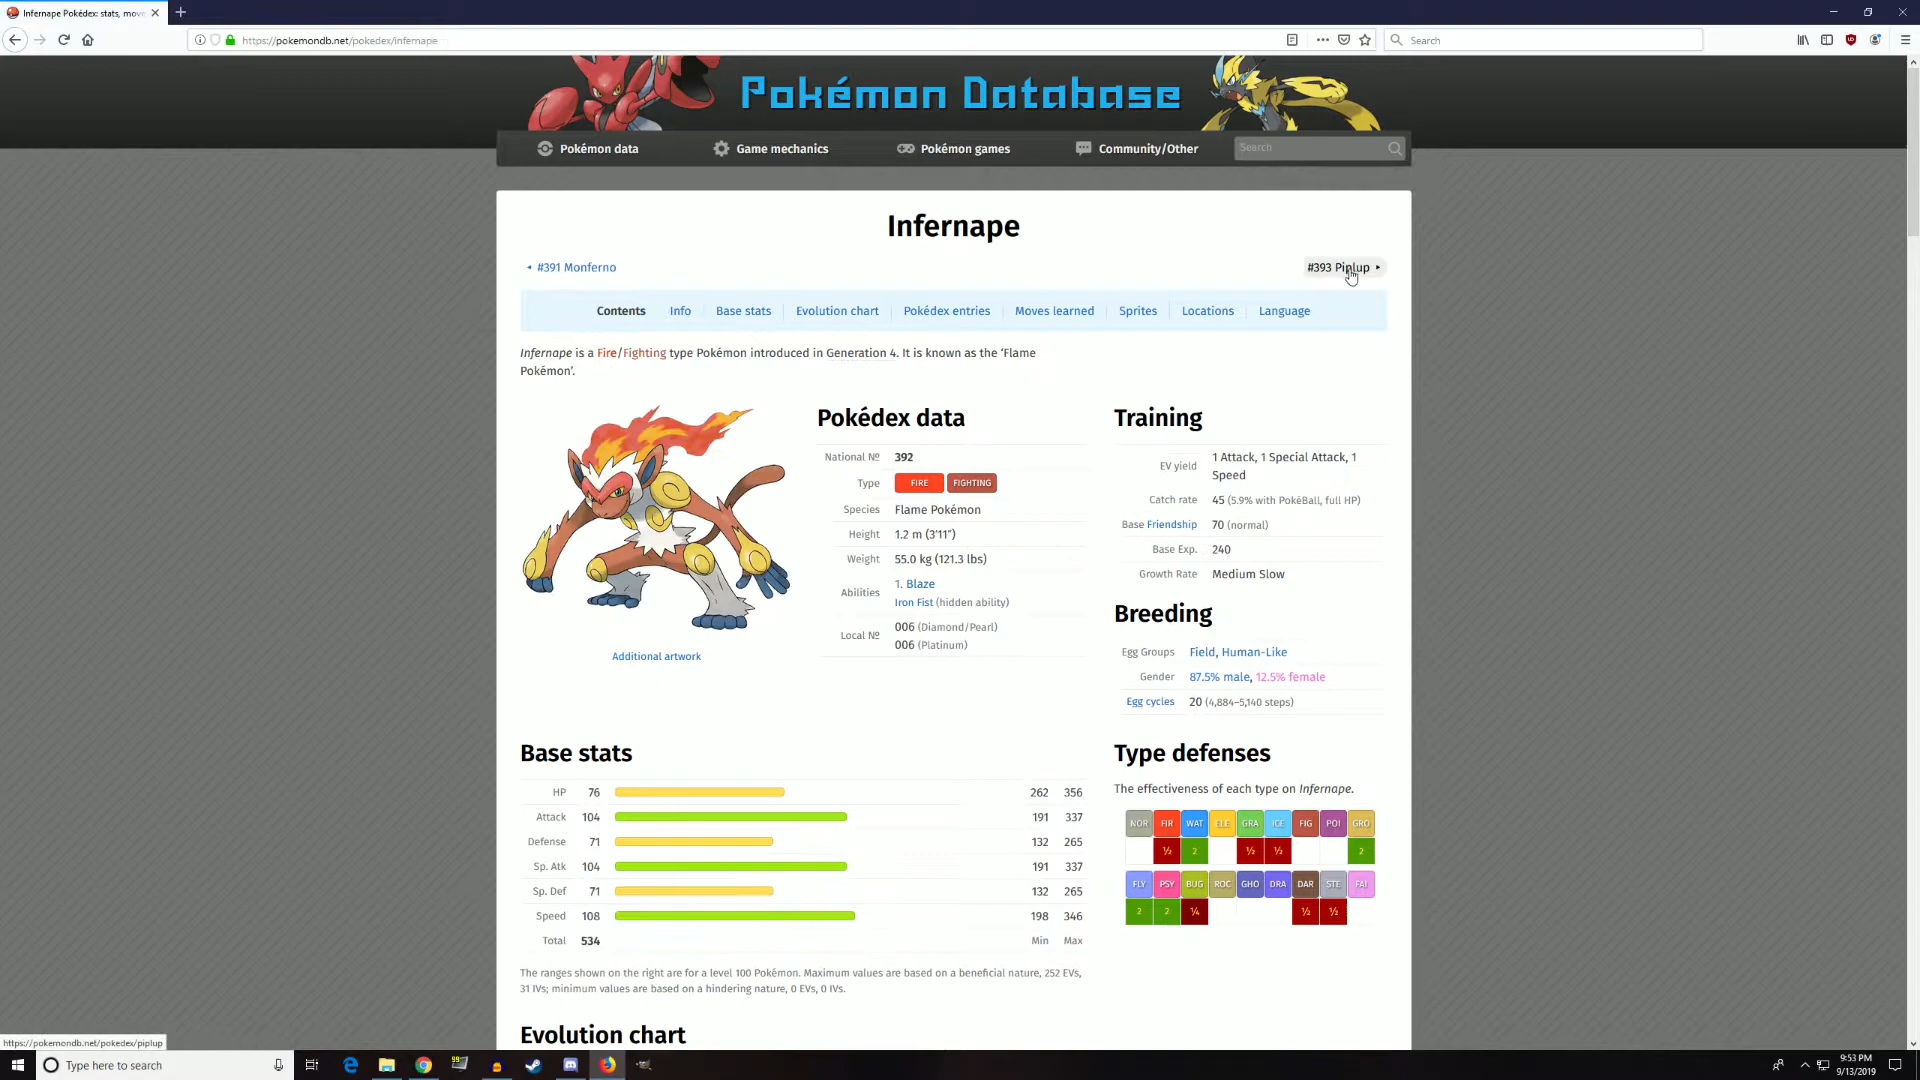 Infernape Pokédex: stats, move
https://pokemondb.net/pokedex/infernape
Search
Pokémon Database
Pokémon data
Game mechanics
Pokémon games
Community/Other
Search
Infernape
#391 Monferno
#393 Piplup
Contents Info Base stats Evolution chart Pokédex entries Moves learned Sprites Locations Language
Infernape is a Fire/Fighting type Pokémon introduced in Generation 4. It is known as the ‘Flame
Pokémon’.
Additional artwork
Pokédex data
National № 392
Type FIRE FIGHTING
Species Flame Pokémon
Height 1.2 m (3′11″)
Weight 55.0 kg (121.3 lbs)
Abilities 1. Blaze
Iron Fist (hidden ability)
Local № 006 (Diamond/Pearl)
006 (Platinum)
Training
EV yield 1 Attack, 1 Special Attack, 1
Speed
Catch rate 45 (5.9% with PokéBall, full HP)
Base Friendship 70 (normal)
Base Exp. 240
Growth Rate Medium Slow
Breeding
Egg Groups Field, Human-Like
Gender 87.5% male, 12.5% female
Egg cycles 20 (4,884–5,140 steps)
Base stats
HP 76 262 356
Attack 104 191 337
Defense 71 132 265
Sp. Atk 104 191 337
Sp. Def 71 132 265
Speed 108 198 346
Total 534 Min Max
The ranges shown on the right are for a level 100 Pokémon. Maximum values are based on a beneficial nature, 252 EVs,
31 IVs; minimum values are based on a hindering nature, 0 EVs, 0 IVs.
Type defenses
The effectiveness of each type on Infernape.
NOR FIR WAT ELE GRA ICE FIG POI GRO
½ 2 ½ ½ 2
FLY PSY BUG ROC GHO DRA DAR STE FAI
2 2 ¼ ½ ½
Evolution chart
https://pokemondb.net/pokedex/piplup
Type here to search
9:53 PM
9/13/2019